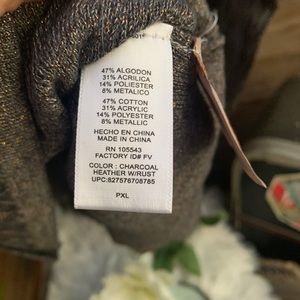 47% ALGODON
31% ACRILICA
14% POLIESTER
8% METALICO
47% COTTON
31% ACRYLIC
14% POLYESTER
8% METALLIC
HECHO EN CHINA
MADE IN CHINA
RN 105543
FACTORY ID# FV
COLOR : CHARCOAL
HEATHER W/RUST
UPC:827576708785
PXL